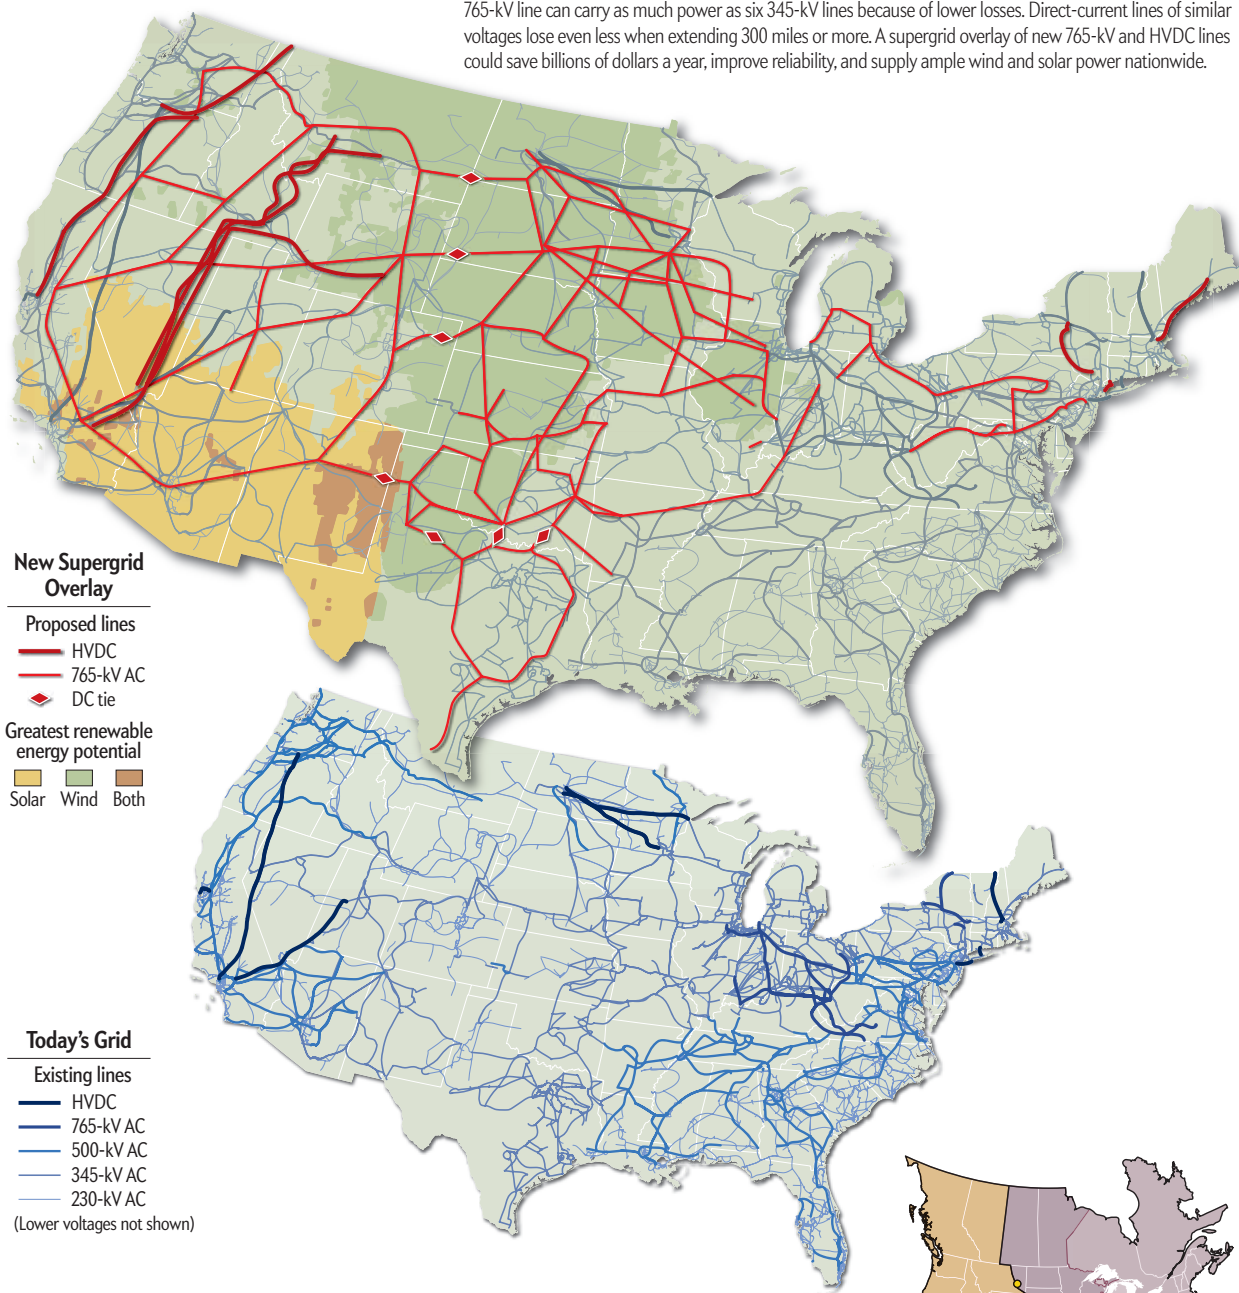 765-kV line can carry as much power as six 345-kV lines because of lower losses. Direct-current lines of similar
voltages lose even less when extending 300 miles or more. A supergrid overlay of new 765-kV and HVDC lines
could save billions of dollars a year, improve reliability, and supply ample wind and solar power nationwide.
New Supergrid
Overlay
Proposed lines
HVDC
765-kV AC
DC tie
Greatest renewable
energy potential
Solar Wind Both
Today's Grid
Existing lines
HVDC
765-kV AC
500-kV AC
345-kV AC
230-kV AC
(Lower voltages not shown)